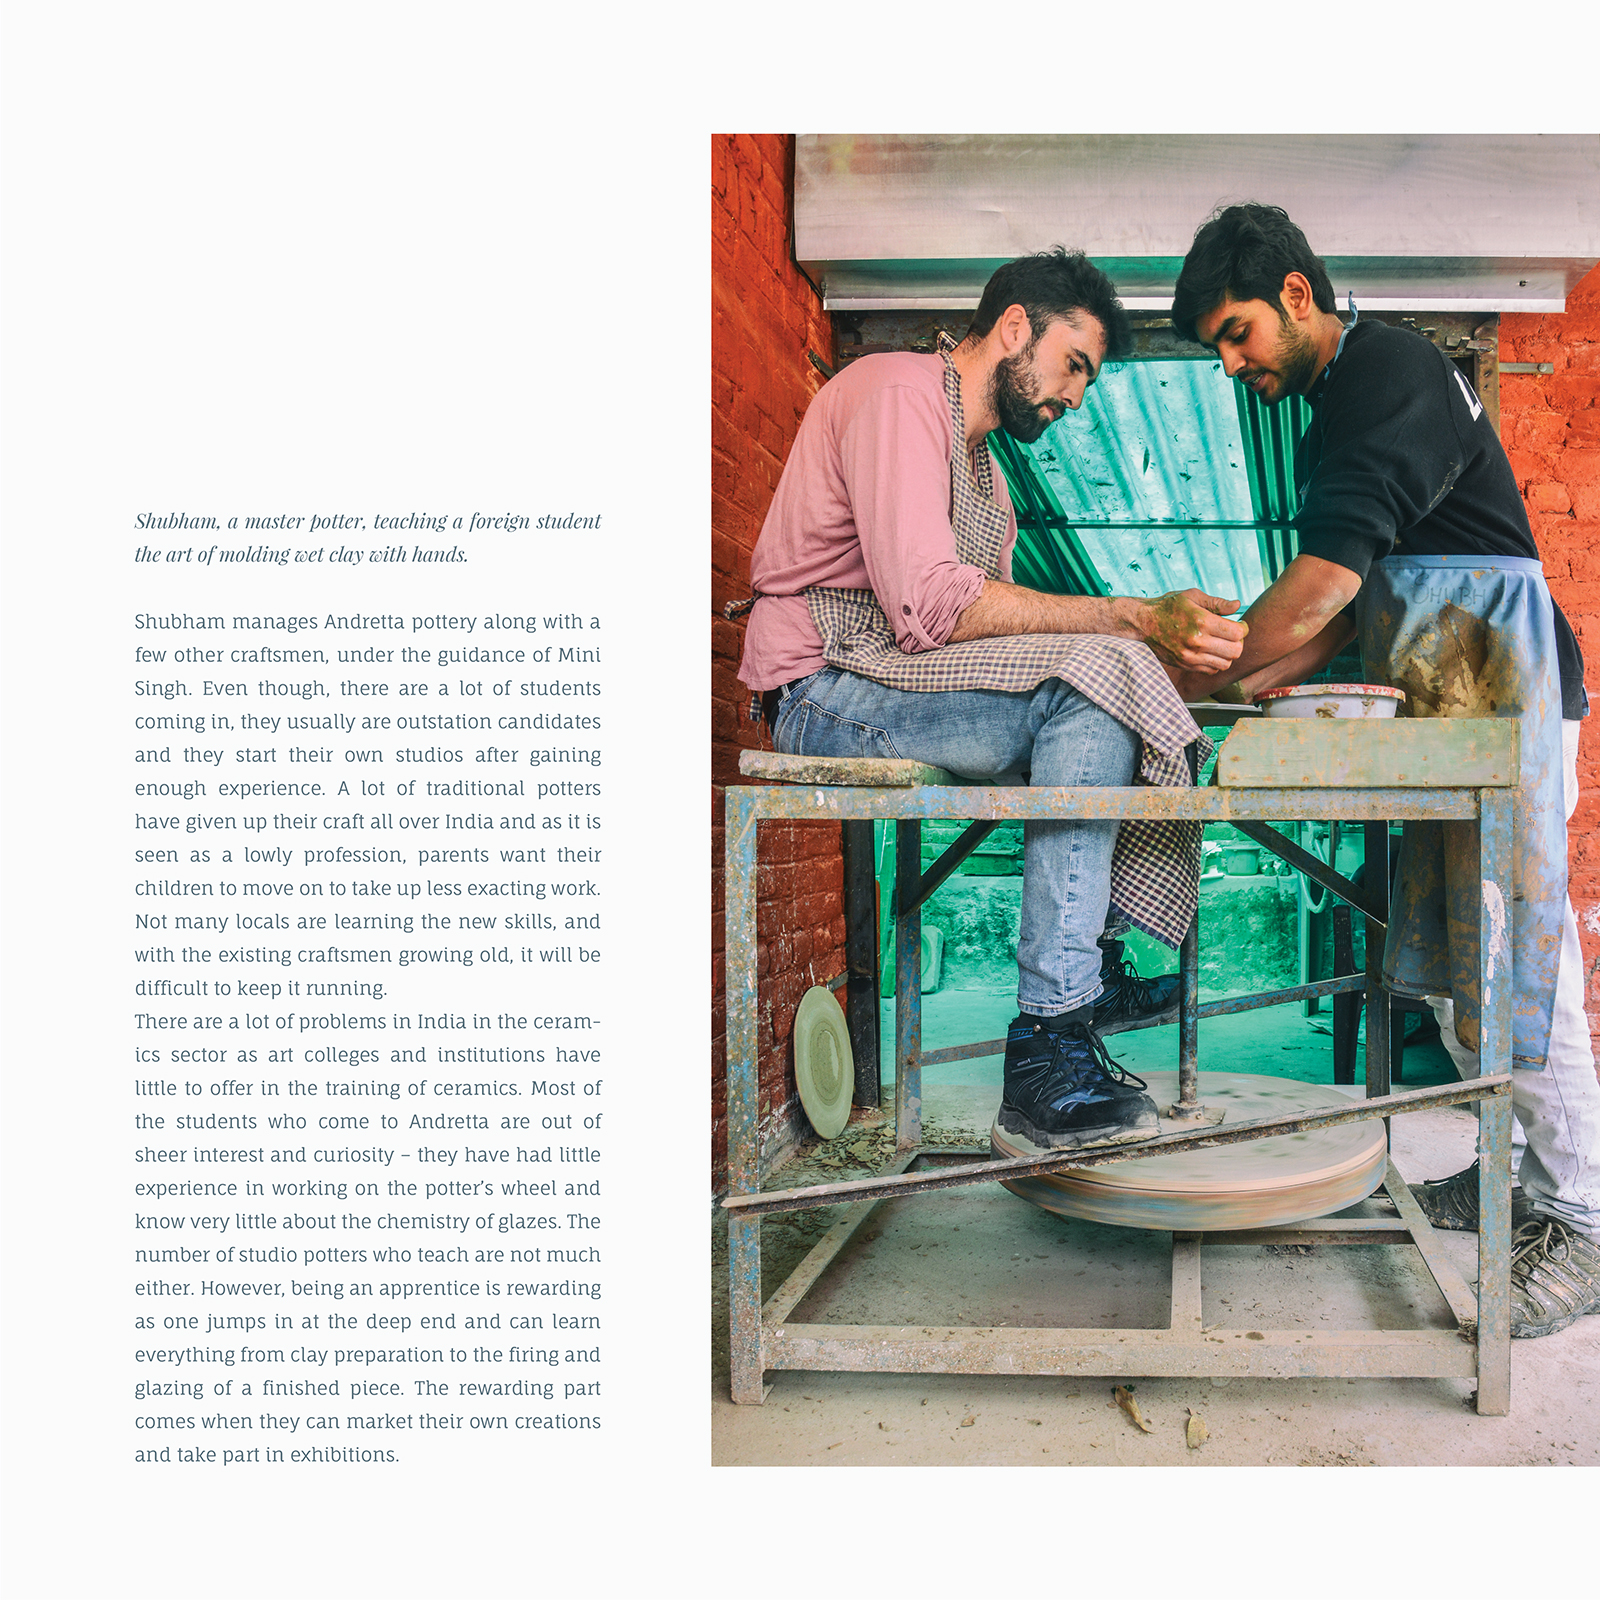 Shubham, a master potter, teaching a foreign student
the art of molding wet clay with hands.
Shubham manages Andretta pottery along with a
few other craftsmen, under the guidance of Mini
Singh. Even though, there are a lot of students
coming in, they usually are outstation candidates
and they start their own studios after gaining
enough experience. A lot of traditional potters
have given up their craft all over India and as it is
seen as a lowly profession, parents want their
children to move on to take up less exacting work.
Not many locals are learning the new skills, and
with the existing craftsmen growing old, it will be
difficult to keep it running.
There are a lot of problems in India in the ceram-
ics sector as art colleges and institutions have
little to offer in the training of ceramics. Most of
the students who come to Andretta are out of
sheer interest and curiosity – they have had little
experience in working on the potter's wheel and
know very little about the chemistry of glazes. The
number of studio potters who teach are not much
either. However, being an apprentice is rewarding
as one jumps in at the deep end and can learn
everything from clay preparation to the firing and
glazing of a finished piece. The rewarding part
comes when they can market their own creations
and take part in exhibitions.